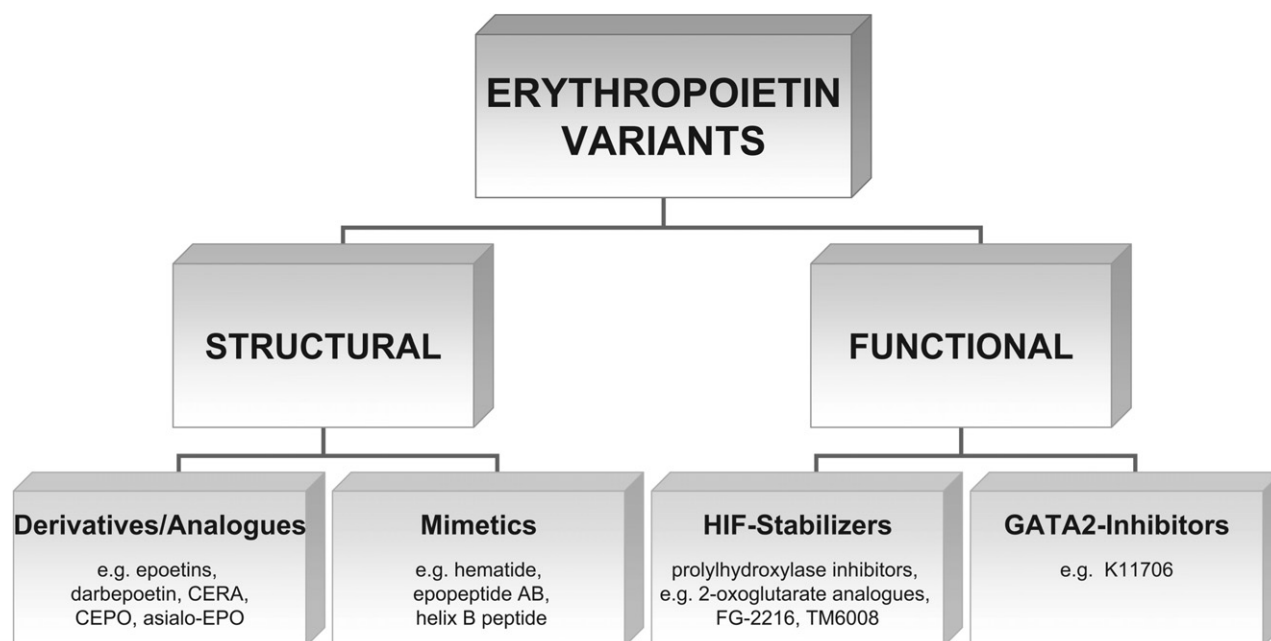 ERYTHROPOIETIN
VARIANTS
STRUCTURAL
FUNCTIONAL
Derivatives/Analogues
e.g. epoetins,
darbepoetin, CERA,
CEPO, asialo-EPO
Mimetics
e.g. hematide,
epopeptide AB,
helix B peptide
HIF-Stabilizers
prolylhydroxylase inhibitors,
e.g. 2-oxoglutarate analogues,
FG-2216, TM6008
GATA2-Inhibitors
e.g. K11706